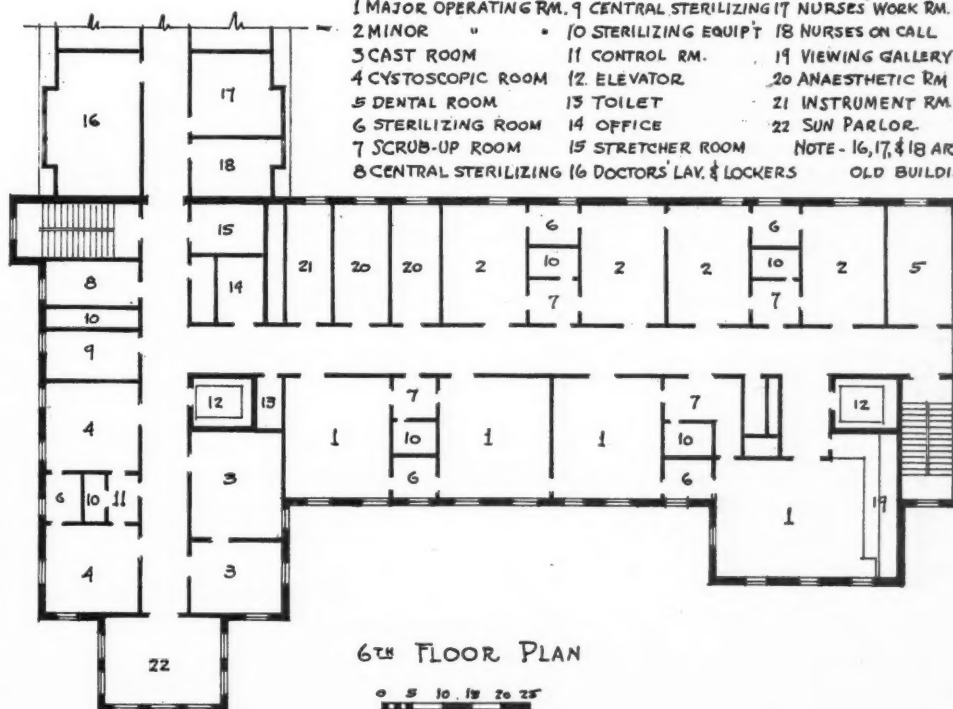 1 MAJOR OPERATING RM. 9 CENTRAL STERILIZING 17 NURSES WORK RM.
2 MINOR " " 10 STERILIZING EQUIP'T 18 NURSES ON CALL
3 CAST ROOM 11 CONTROL RM. 19 VIEWING GALLERY
4 CYSTOSCOPIC ROOM 12. ELEVATOR 20 ANAESTHETIC RM
5 DENTAL ROOM 13 TOILET 21 INSTRUMENT RM.
6 STERILIZING ROOM 14 OFFICE 22 SUN PARLOR.
7 SCRUB-UP ROOM 15 STRETCHER ROOM NOTE - 16, 17, & 18 AR
8 CENTRAL STERILIZING 16 DOCTORS' LAV. & LOCKERS OLD BUILDI
16 17
18
15 6 6
8 21 20 20 2 10 2 2 10 2 5
14
10 7 7
9
12 13 7 7 12
4 1 10 1 1 10
3
6 10 11 6 6 19
1
4 3
22
6TH FLOOR PLAN
0 5 10 15 20 25